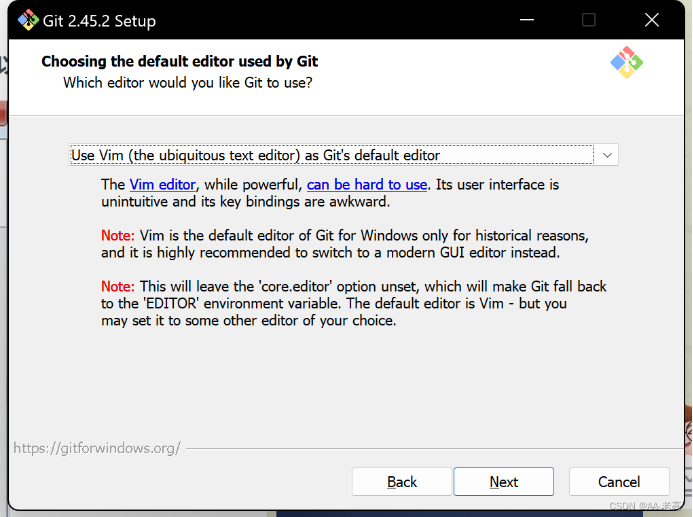 Git 2.45.2 Setup
Choosing the default editor used by Git
Which editor would you like Git to use?
Use Vim (the ubiquitous text editor) as Git's default editor
The Vim editor, while powerful, can be hard to use. Its user interface is
unintuitive and its key bindings are awkward.
Note: Vim is the default editor of Git for Windows only for historical reasons,
and it is highly recommended to switch to a modern GUI editor instead.
Note: This will leave the 'core.editor' option unset, which will make Git fall back
to the 'EDITOR' environment variable. The default editor is Vim - but you
may set it to some other editor of your choice.
https://gitforwindows.org/
Back Next Cancel
CSDN @AA.老高